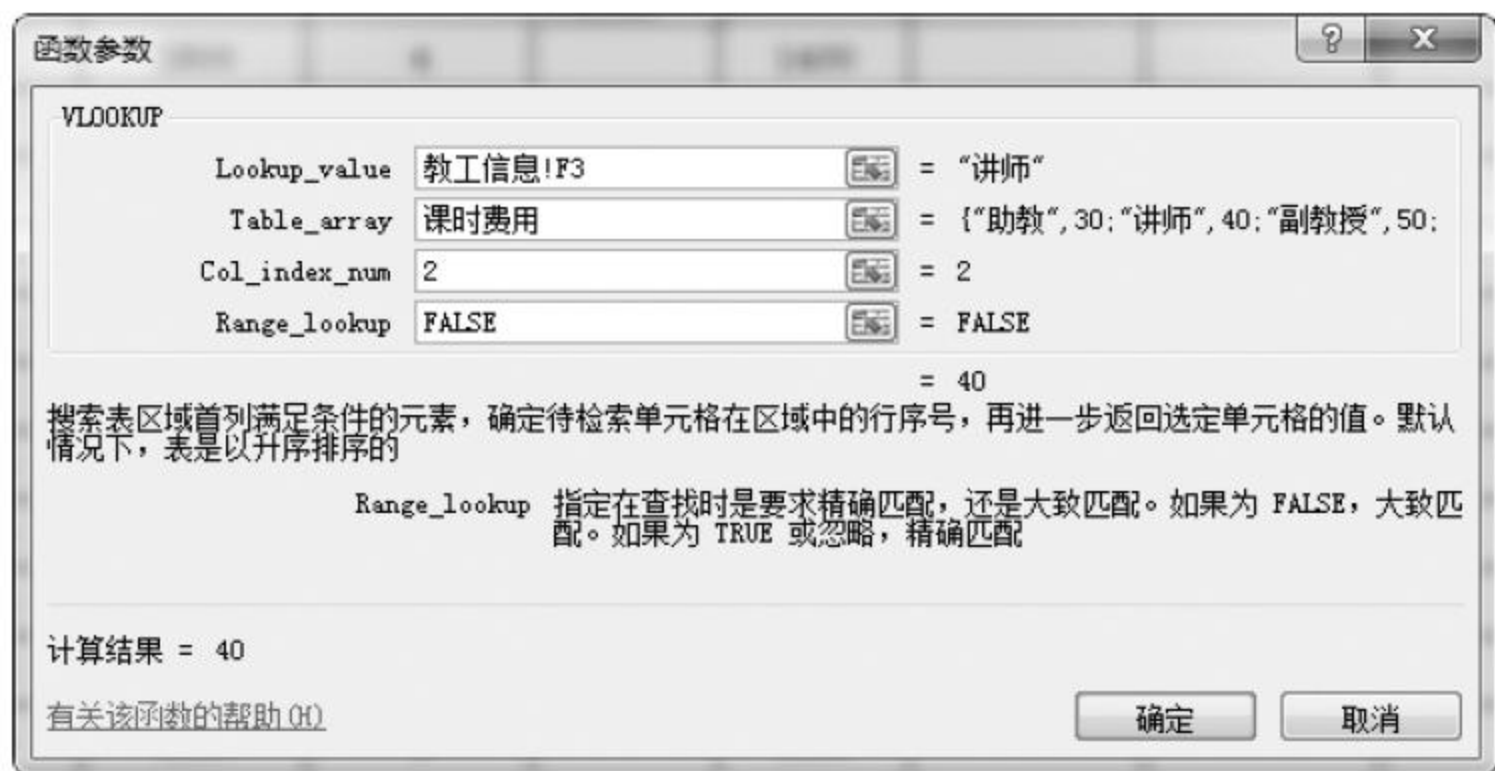 函数参数
VLOOKUP
Lookup_value 教工信息!F3 = "讲师"
Table_array 课时费用 = {"助教",30;"讲师",40;"副教授",50;
Col_index_num 2 = 2
Range_lookup FALSE = FALSE
= 40
搜索表区域首列满足条件的元素，确定待检索单元格在区域中的行序号，再进一步返回选定单元格的值。默认
情况下，表是以升序排序的
Range_lookup 指定在查找时是要求精确匹配，还是大致匹配。如果为 FALSE，大致匹
配。如果为 TRUE 或忽略，精确匹配
计算结果 = 40
有关该函数的帮助(H)
确定 取消